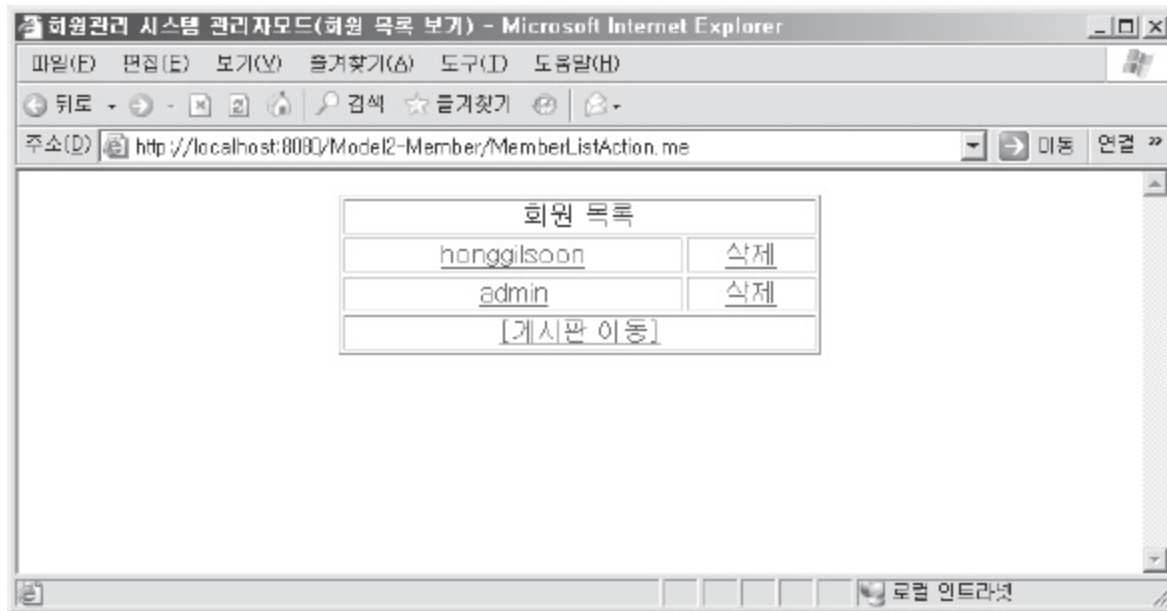 회원관리 시스템 관리자모드(회원 목록 보기) - Microsoft Internet Explorer
파일(F) 편집(E) 보기(V) 즐겨찾기(A) 도구(T) 도움말(H)
뒤로 검색 즐겨찾기
주소(D) http://localhost:8080/Model2-Member/MemberListAction.me 이동 연결 »
회원 목록
honggilsoon 삭제
admin 삭제
[게시판 이동]
로컬 인트라넷